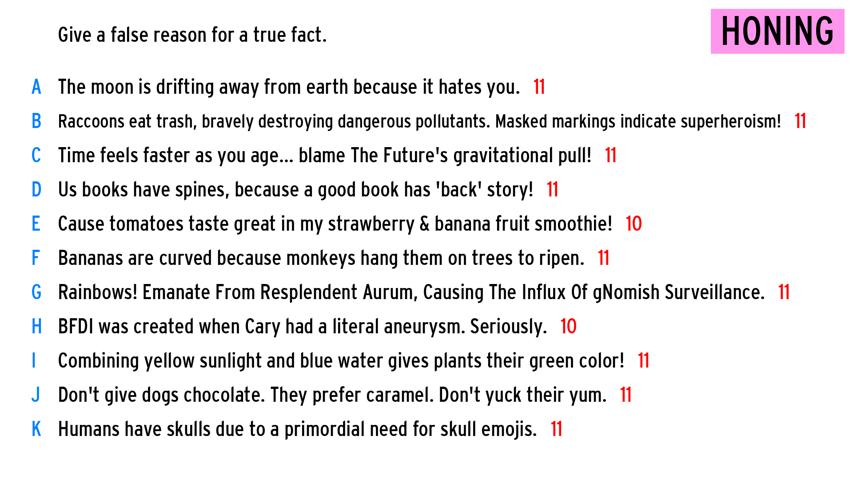 Give a false reason for a true fact.
HONING
A The moon is drifting away from earth because it hates you. 11
B Raccoons eat trash, bravely destroying dangerous pollutants. Masked markings indicate superheroism! 11
C Time feels faster as you age... blame The Future's gravitational pull! 11
D Us books have spines, because a good book has 'back' story! 11
E Cause tomatoes taste great in my strawberry & banana fruit smoothie! 10
F Bananas are curved because monkeys hang them on trees to ripen. 11
G Rainbows! Emanate From Resplendent Aurum, Causing The Influx Of gNomish Surveillance. 11
H BFDI was created when Cary had a literal aneurysm. Seriously. 10
I Combining yellow sunlight and blue water gives plants their green color! 11
J Don't give dogs chocolate. They prefer caramel. Don't yuck their yum. 11
K Humans have skulls due to a primordial need for skull emojis. 11